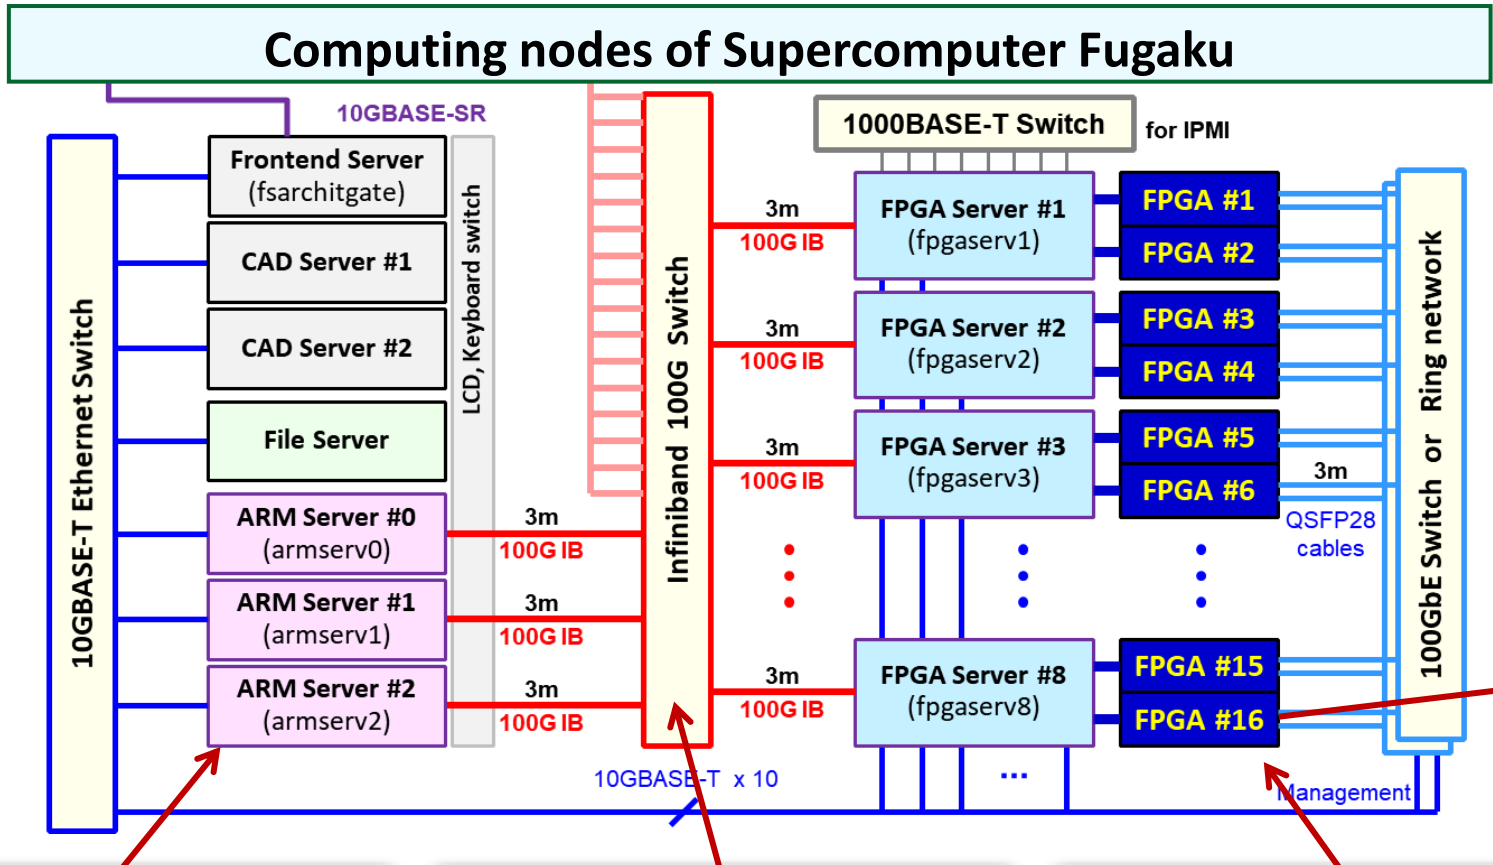 Computing nodes of Supercomputer Fugaku
10GBASE-SR
1000BASE-T Switch
for IPMI
10GBASE-T Ethernet Switch
Frontend Server
(fsarchitgate)
CAD Server #1
CAD Server #2
File Server
ARM Server #0
(armserv0)
ARM Server #1
(armserv1)
ARM Server #2
(armserv2)
LCD, Keyboard switch
3m
100G IB
3m
100G IB
3m
100G IB
Infiniband 100G Switch
3m
100G IB
3m
100G IB
3m
100G IB
3m
100G IB
FPGA Server #1
(fpgaserv1)
FPGA Server #2
(fpgaserv2)
FPGA Server #3
(fpgaserv3)
FPGA Server #8
(fpgaserv8)
FPGA #1
FPGA #2
FPGA #3
FPGA #4
FPGA #5
FPGA #6
FPGA #15
FPGA #16
3m
QSFP28
cables
100GbE Switch or Ring network
10GBASE-T x 10
...
Management